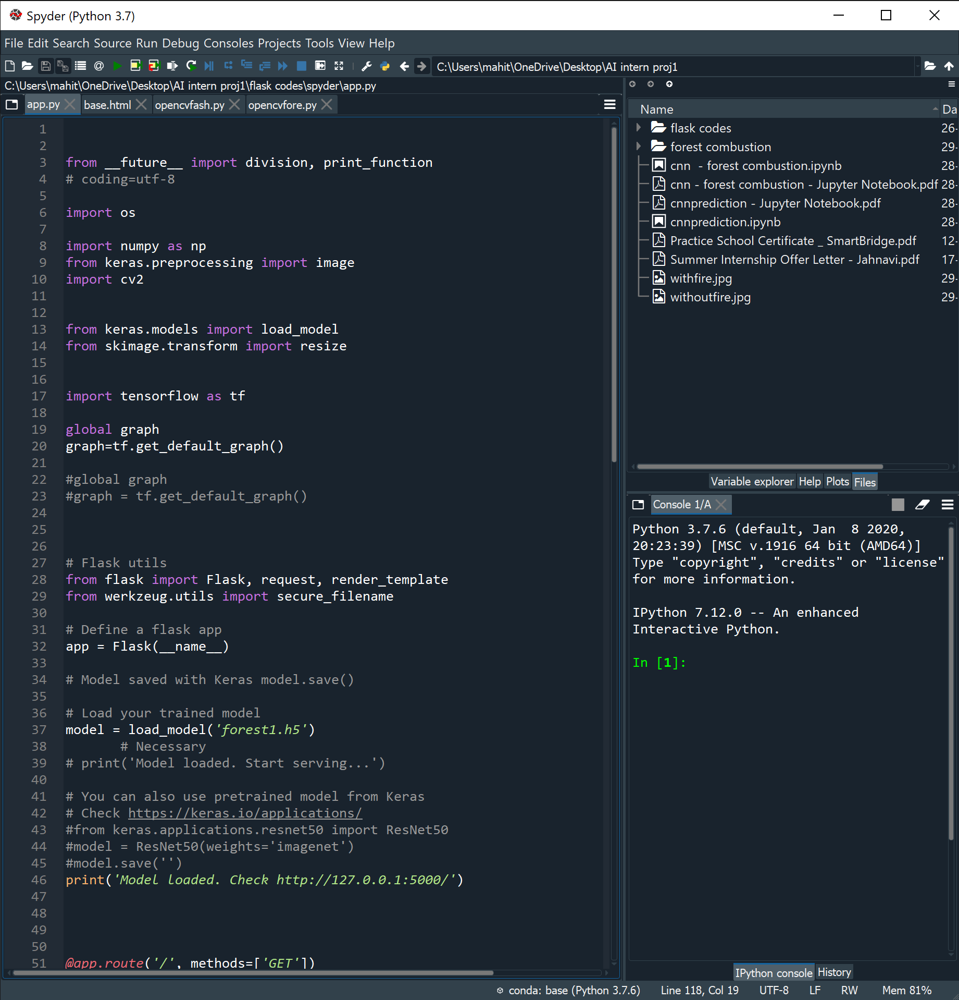 Spyder (Python 3.7)
File Edit Search Source Run Debug Consoles Projects Tools View Help
C:\Users\mahit\OneDrive\Desktop\AI intern proj1
C:\Users\mahit\OneDrive\Desktop\AI intern proj1\flask codes\spyder\app.py
app.py base.html opencvfash.py opencvfore.py
1
2
3 from __future__ import division, print_function
4 # coding=utf-8
5
6 import os
7
8 import numpy as np
9 from keras.preprocessing import image
10 import cv2
11
12
13 from keras.models import load_model
14 from skimage.transform import resize
15
16
17 import tensorflow as tf
18
19 global graph
20 graph=tf.get_default_graph()
21
22 #global graph
23 #graph = tf.get_default_graph()
24
25
26
27 # Flask utils
28 from flask import Flask, request, render_template
29 from werkzeug.utils import secure_filename
30
31 # Define a flask app
32 app = Flask(__name__)
33
34 # Model saved with Keras model.save()
35
36 # Load your trained model
37 model = load_model('forest1.h5')
38        # Necessary
39 # print('Model loaded. Start serving...')
40
41 # You can also use pretrained model from Keras
42 # Check https://keras.io/applications/
43 #from keras.applications.resnet50 import ResNet50
44 #model = ResNet50(weights='imagenet')
45 #model.save('')
46 print('Model loaded. Check http://127.0.0.1:5000/')
47
48
49
50
51 @app.route('/', methods=['GET'])
Name Da
flask codes 26-
forest combustion 29-
cnn  - forest combustion.ipynb 28-
cnn - forest combustion - Jupyter Notebook.pdf 28-
cnnprediction - Jupyter Notebook.pdf 28-
cnnprediction.ipynb 28-
Practice School Certificate _ SmartBridge.pdf 12-
Summer Internship Offer Letter - Jahnavi.pdf 17-
withfire.jpg 29-
withoutfire.jpg 29-
Variable explorer Help Plots Files
Console 1/A
Python 3.7.6 (default, Jan  8 2020,
20:23:39) [MSC v.1916 64 bit (AMD64)]
Type "copyright", "credits" or "license"
for more information.
IPython 7.12.0 -- An enhanced
Interactive Python.
In [1]:
IPython console History
conda: base (Python 3.7.6) Line 118, Col 19 UTF-8 LF RW Mem 81%